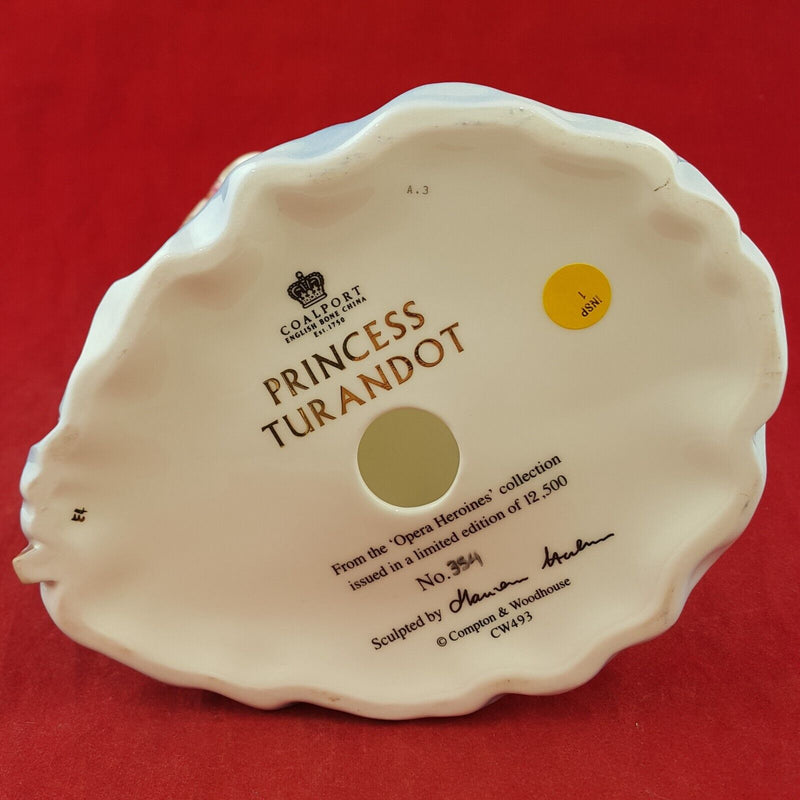 A.3
COALPORT
ENGLISH BONE CHINA
Est.1750
INSP
1
PRINCESS
TURANDOT
From the 'Opera Heroines' collection
issued in a limited edition of 12,500
No.394
Sculpted by
© Compton & Woodhouse
CW493